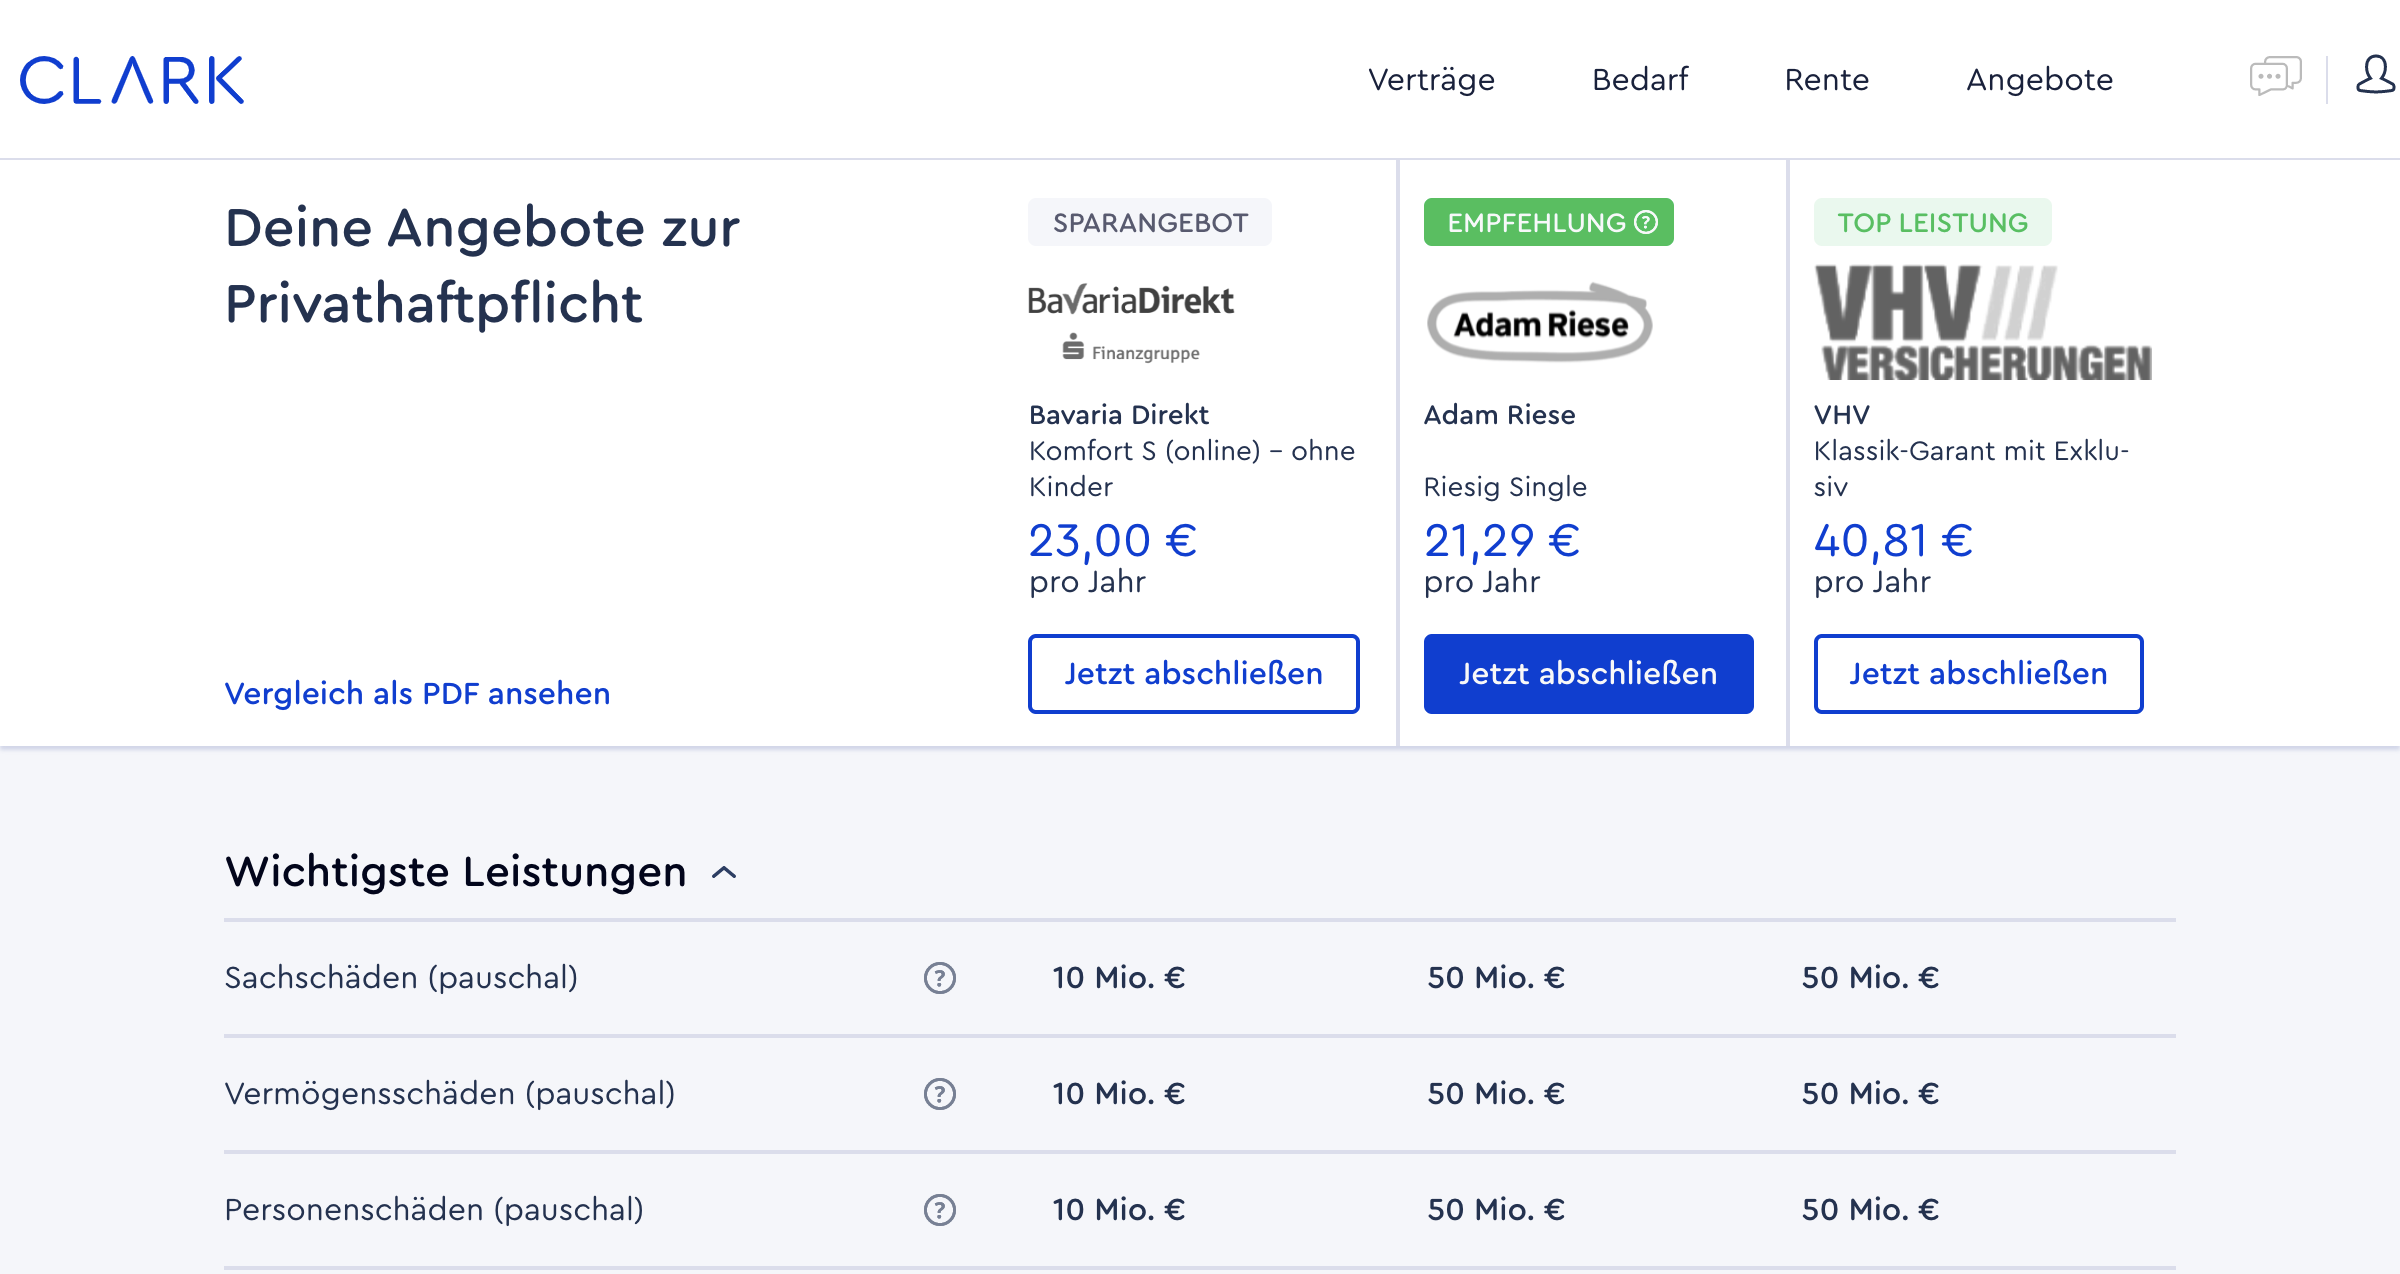 CLARK
Verträge
Bedarf
Rente
Angebote
Deine Angebote zur
Privathaftpflicht
Vergleich als PDF ansehen
SPARANGEBOT
BavariaDirekt
Finanzgruppe
Bavaria Direkt
Komfort S (online) – ohne
Kinder
23,00 €
pro Jahr
Jetzt abschließen
EMPFEHLUNG ?
Adam Riese
Adam Riese
Riesig Single
21,29 €
pro Jahr
Jetzt abschließen
TOP LEISTUNG
VHV
VERSICHERUNGEN
VHV
Klassik-Garant mit Exklu-
siv
40,81 €
pro Jahr
Jetzt abschließen
Wichtigste Leistungen
Sachschäden (pauschal) ? 10 Mio. € 50 Mio. € 50 Mio. €
Vermögensschäden (pauschal) ? 10 Mio. € 50 Mio. € 50 Mio. €
Personenschäden (pauschal) ? 10 Mio. € 50 Mio. € 50 Mio. €